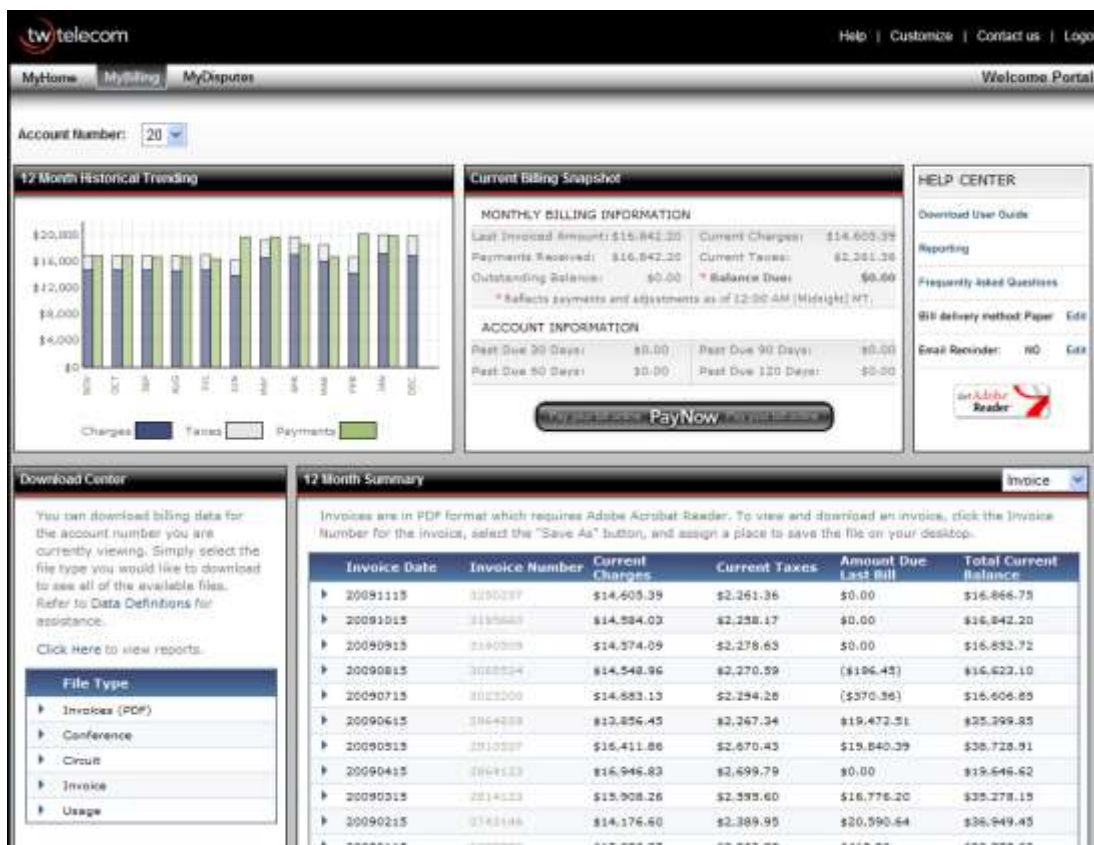 tw telecom
Help | Customize | Contact us | Logo
MyHome MyBilling MyDisputes
Welcome Portal
Account Number: 20
12 Month Historical Trending
$20,000
$16,000
$12,000
$8,000
$4,000
$0
NOV OCT SEP AUG JUL JUN MAY APR MAR FEB JAN DEC
Charges Taxes Payments
Current Billing Snapshot
MONTHLY BILLING INFORMATION
Last Invoiced Amount: $16,842.20 Current Charges: $14,605.39
Payments Received: $16,842.20 Current Taxes: $2,261.36
Outstanding Balance: $0.00 * Balance Due: $0.00
* Reflects payments and adjustments as of 12:00 AM (Midnight) MT.
ACCOUNT INFORMATION
Past Due 30 Days: $0.00 Past Due 90 Days: $0.00
Past Due 60 Days: $0.00 Past Due 120 Days: $0.00
PayNow
HELP CENTER
Download User Guide
Reporting
Frequently Asked Questions
Bill delivery method: Paper Edit
Email Reminder: NO Edit
Get Adobe Reader
Download Center
You can download billing data for
the account number you are
currently viewing. Simply select the
file type you would like to download
to see all of the available files.
Refer to Data Definitions for
assistance.
Click Here to view reports.
File Type
Invoices (PDF)
Conference
Circuit
Invoice
Usage
12 Month Summary
Invoice
Invoices are in PDF format which requires Adobe Acrobat Reader. To view and download an invoice, click the Invoice
Number for the invoice, select the "Save As" button, and assign a place to save the file on your desktop.
Invoice Date Invoice Number Current Charges Current Taxes Amount Due Last Bill Total Current Balance
20091115 $14,605.39 $2,261.36 $0.00 $16,866.75
20091015 $14,584.03 $2,258.17 $0.00 $16,842.20
20090915 $14,574.09 $2,278.63 $0.00 $16,852.72
20090815 $14,548.96 $2,270.59 ($196.45) $16,623.10
20090715 $14,683.13 $2,294.28 ($370.56) $16,606.85
20090615 $13,856.45 $2,267.34 $19,472.51 $35,399.85
20090515 $16,411.86 $2,670.43 $19,840.39 $38,728.91
20090415 $16,946.83 $2,699.79 $0.00 $19,646.62
20090315 $15,908.26 $2,595.60 $16,776.20 $35,278.15
20090215 $14,176.60 $2,389.95 $20,590.64 $36,949.45